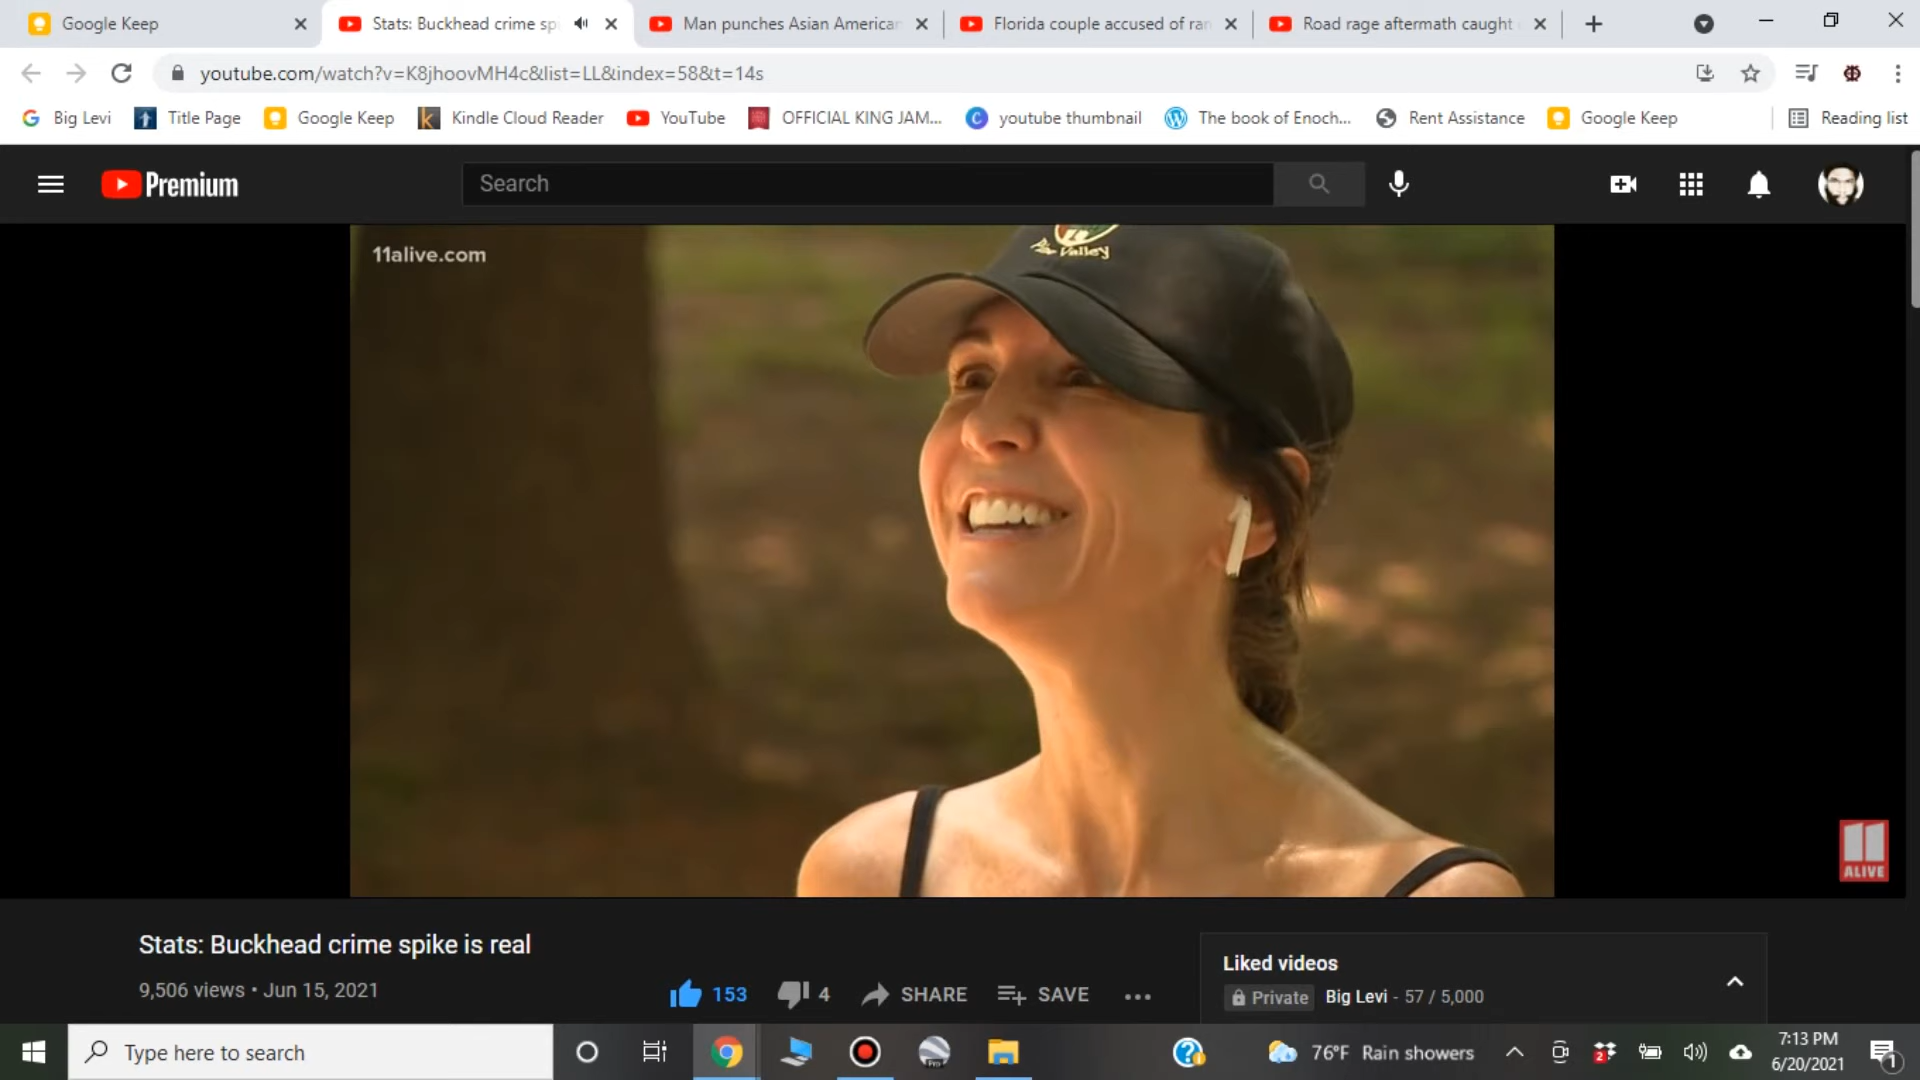 Google Keep
Stats: Buckhead crime sp
Man punches Asian American
Florida couple accused of ran
Road rage aftermath caught
youtube.com/watch?v=K8jhoovMH4c&list=LL&index=58&t=14s
Big Levi
Title Page
Google Keep
Kindle Cloud Reader
YouTube
OFFICIAL KING JAM...
youtube thumbnail
The book of Enoch...
Rent Assistance
Google Keep
Reading list
Premium
Search
11alive.com
Valley
11
ALIVE
Stats: Buckhead crime spike is real
9,506 views • Jun 15, 2021
153
4
SHARE
SAVE
Liked videos
Private Big Levi - 57 / 5,000
Type here to search
76°F Rain showers
2
7:13 PM
6/20/2021
1